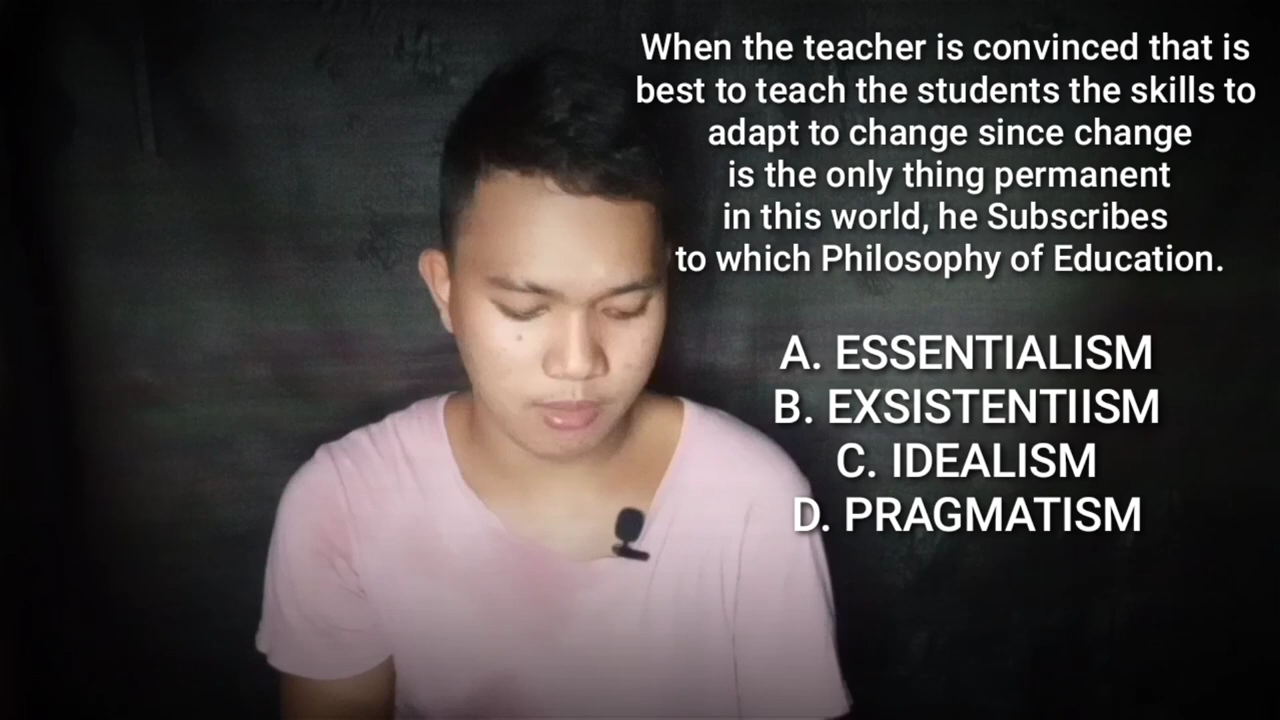 When the teacher is convinced that is
best to teach the students the skills to
adapt to change since change
is the only thing permanent
in this world, he Subscribes
to which Philosophy of Education.
A. ESSENTIALISM
B. EXSISTENTIISM
C. IDEALISM
D. PRAGMATISM